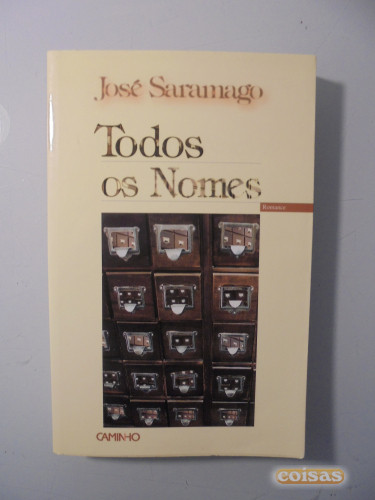 José Saramago
Todos
os Nomes
Romance
CAMINHO
coisas